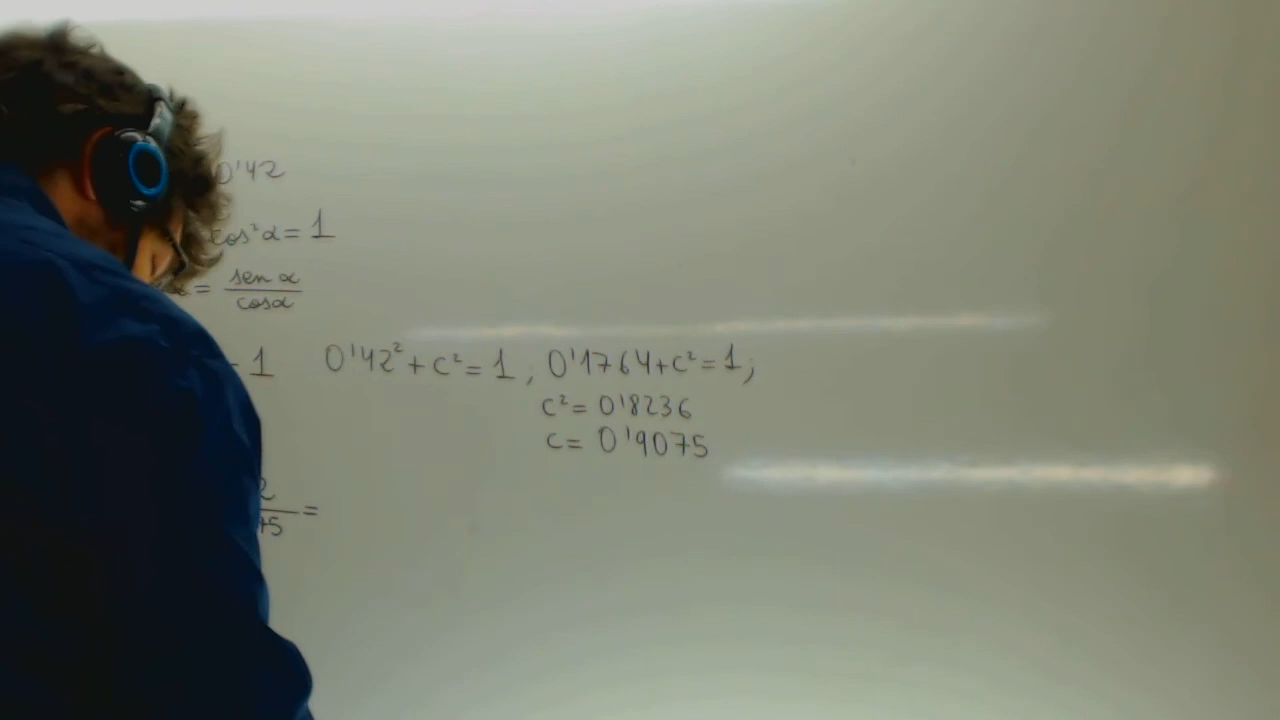 0'42
cos²α = 1
= sen α / cos α
1 0'42² + c² = 1, 0'1764 + c² = 1;
c² = 0'8236
c = 0'9075
=